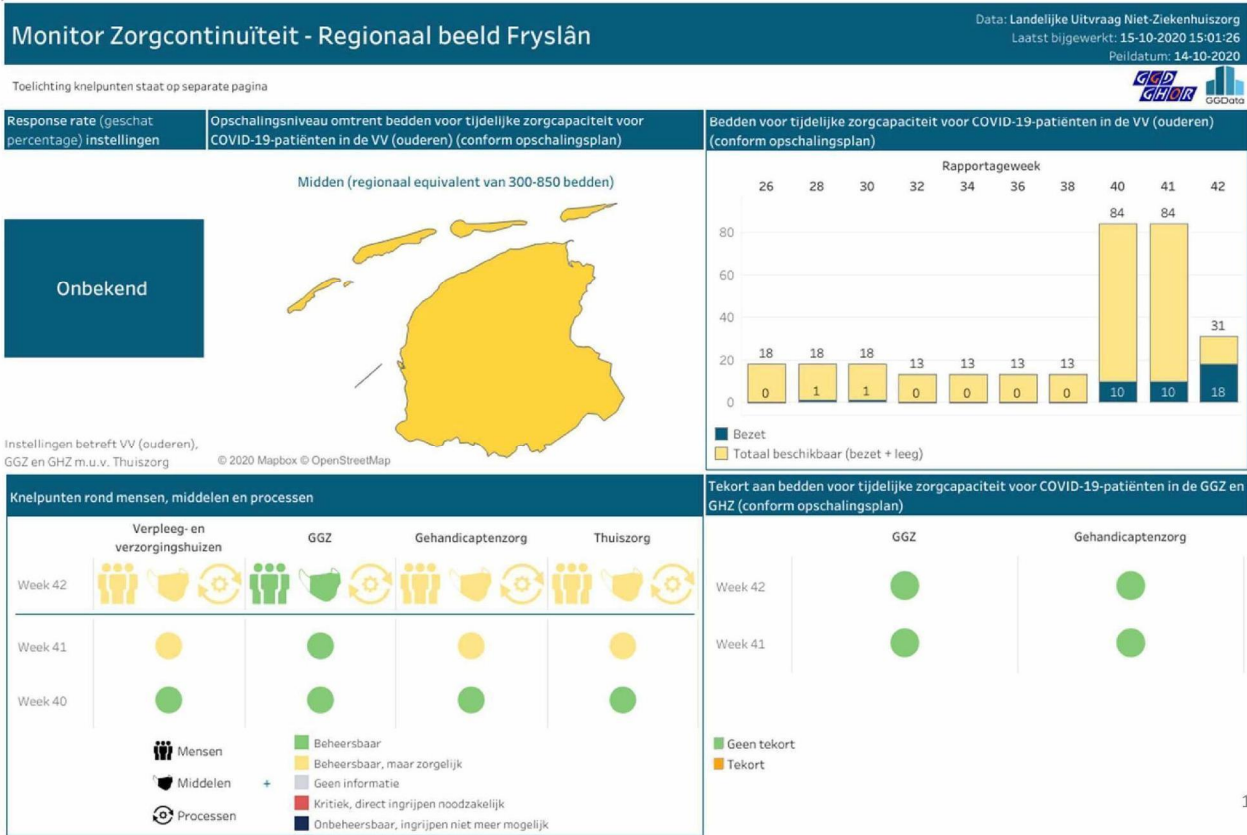 Monitor Zorgcontinuïteit - Regionaal beeld Fryslân
Data: Landelijke Uitvraag Niet-Ziekenhuiszorg
Laatst bijgewerkt: 15-10-2020 15:01:26
Peildatum: 14-10-2020
Toelichting knelpunten staat op separate pagina
GGD
GHOR
GGData
Response rate (geschat
percentage) instellingen
Opschalingsniveau omtrent bedden voor tijdelijke zorgcapaciteit voor
COVID-19-patiënten in de VV (ouderen) (conform opschalingsplan)
Midden (regionaal equivalent van 300-850 bedden)
Onbekend
Instellingen betreft VV (ouderen),
GGZ en GHZ m.u.v. Thuiszorg
© 2020 Mapbox © OpenStreetMap
Bedden voor tijdelijke zorgcapaciteit voor COVID-19-patiënten in de VV (ouderen)
(conform opschalingsplan)
Rapportageweek
26 28 30 32 34 36 38 40 41 42
84 84
80
60
40
31
20
18 18 18 13 13 13 13
0
0 1 1 0 0 0 0 10 10 18
Bezet
Totaal beschikbaar (bezet + leeg)
Knelpunten rond mensen, middelen en processen
Verpleeg- en
verzorgingshuizen
GGZ
Gehandicaptenzorg
Thuiszorg
Week 42
Week 41
Week 40
Mensen
Middelen
Processen
+
Beheersbaar
Beheersbaar, maar zorgelijk
Geen informatie
Kritiek, direct ingrijpen noodzakelijk
Onbeheersbaar, ingrijpen niet meer mogelijk
Tekort aan bedden voor tijdelijke zorgcapaciteit voor COVID-19-patiënten in de GGZ en
GHZ (conform opschalingsplan)
GGZ
Gehandicaptenzorg
Week 42
Week 41
Geen tekort
Tekort
1